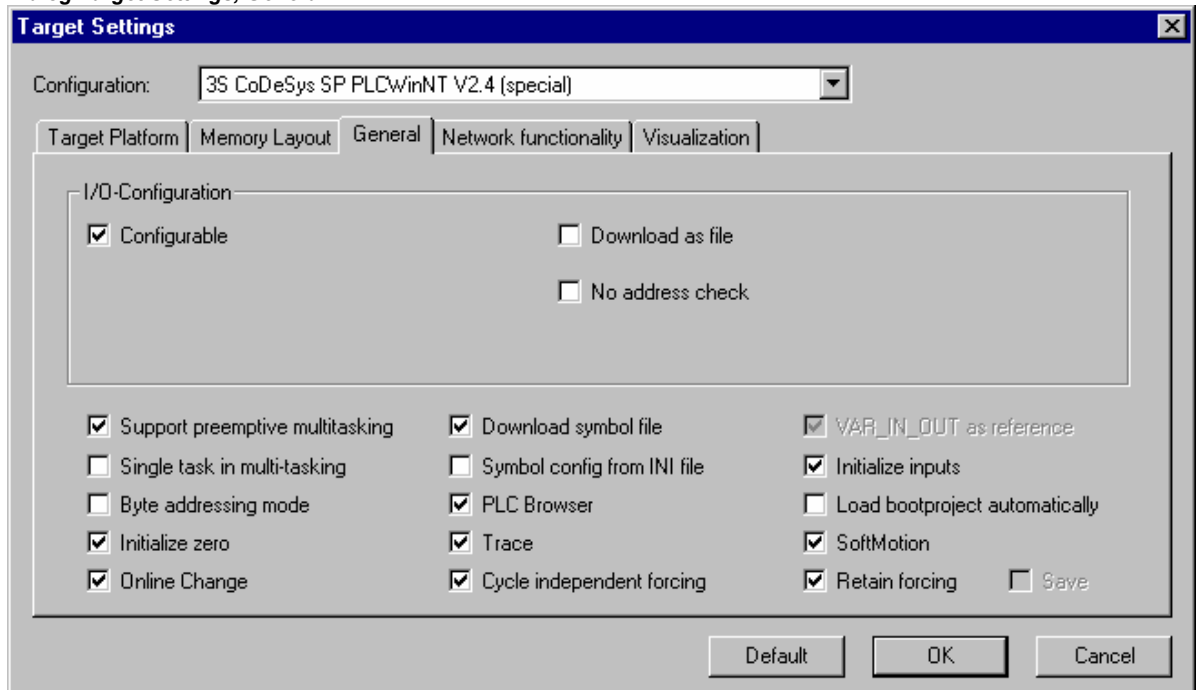 Target Settings
Configuration: 3S CoDeSys SP PLCWinNT V2.4 (special)
Target Platform Memory Layout General Network functionality Visualization
I/O-Configuration
Configurable Download as file
No address check
Support preemptive multitasking Download symbol file VAR_IN_OUT as reference
Single task in multi-tasking Symbol config from INI file Initialize inputs
Byte addressing mode PLC Browser Load bootproject automatically
Initialize zero Trace SoftMotion
Online Change Cycle independent forcing Retain forcing Save
Default OK Cancel